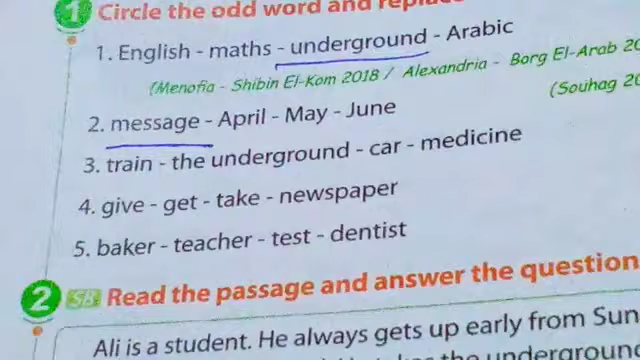 1 Circle the odd word and
1. English - maths - underground - Arabic
(Menofia - Shibin El-Kom 2018 / Alexandria - Borg El-Arab
(Souhag
2. message - April - May - June
3. train - the underground - car - medicine
4. give - get - take - newspaper
5. baker - teacher - test - dentist
2 SB Read the passage and answer the question
Ali is a student. He always gets up early from Sun
the underground